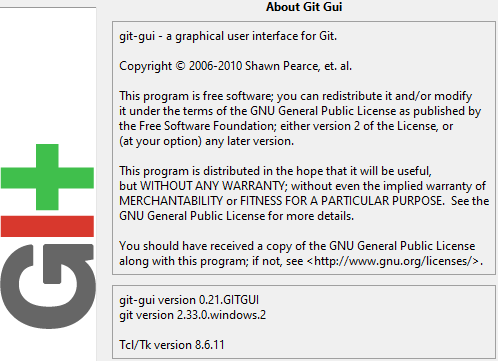 About Git Gui
git-gui - a graphical user interface for Git.
Copyright © 2006-2010 Shawn Pearce, et. al.
This program is free software; you can redistribute it and/or modify
it under the terms of the GNU General Public License as published by
the Free Software Foundation; either version 2 of the License, or
(at your option) any later version.
This program is distributed in the hope that it will be useful,
but WITHOUT ANY WARRANTY; without even the implied warranty of
MERCHANTABILITY or FITNESS FOR A PARTICULAR PURPOSE.  See the
GNU General Public License for more details.
You should have received a copy of the GNU General Public License
along with this program; if not, see <http://www.gnu.org/licenses/>.
git-gui version 0.21.GITGUI
git version 2.33.0.windows.2
Tcl/Tk version 8.6.11
GIT